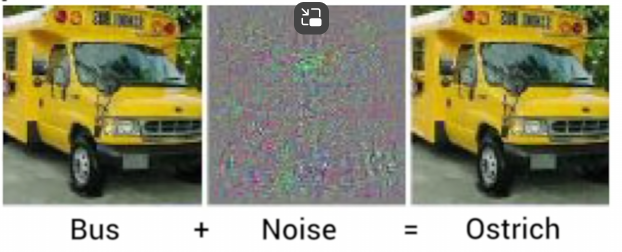 Bus + Noise = Ostrich